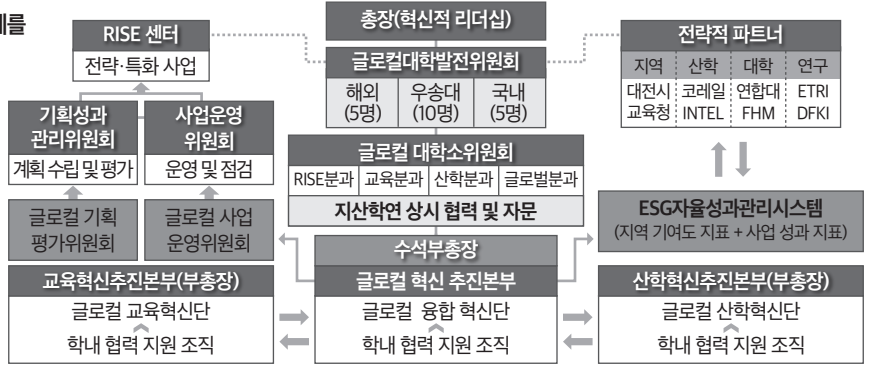 체를
총장(혁신적 리더십)
RISE 센터
전략·특화 사업
글로컬대학발전위원회
해외 우송대 국내
(5명) (10명) (5명)
전략적 파트너
지역 산학 대학 연구
대전시 코레일 연합대 ETRI
교육청 INTEL FHM DFKI
기획성과
관리위원회
계획 수립 및 평가
사업운영
위원회
운영 및 점검
글로컬 대학소위원회
RISE분과 교육분과 산학분과 글로벌분과
지산학연 상시 협력 및 자문
글로컬 기획
평가위원회
글로컬 사업
운영위원회
ESG자율성과관리시스템
(지역 기여도 지표 + 사업 성과 지표)
수석부총장
교육혁신추진본부(부총장)
글로컬 교육혁신단
학내 협력 지원 조직
글로컬 혁신 추진본부
글로컬 융합 혁신단
학내 협력 지원 조직
산학혁신추진본부(부총장)
글로컬 산학혁신단
학내 협력 지원 조직